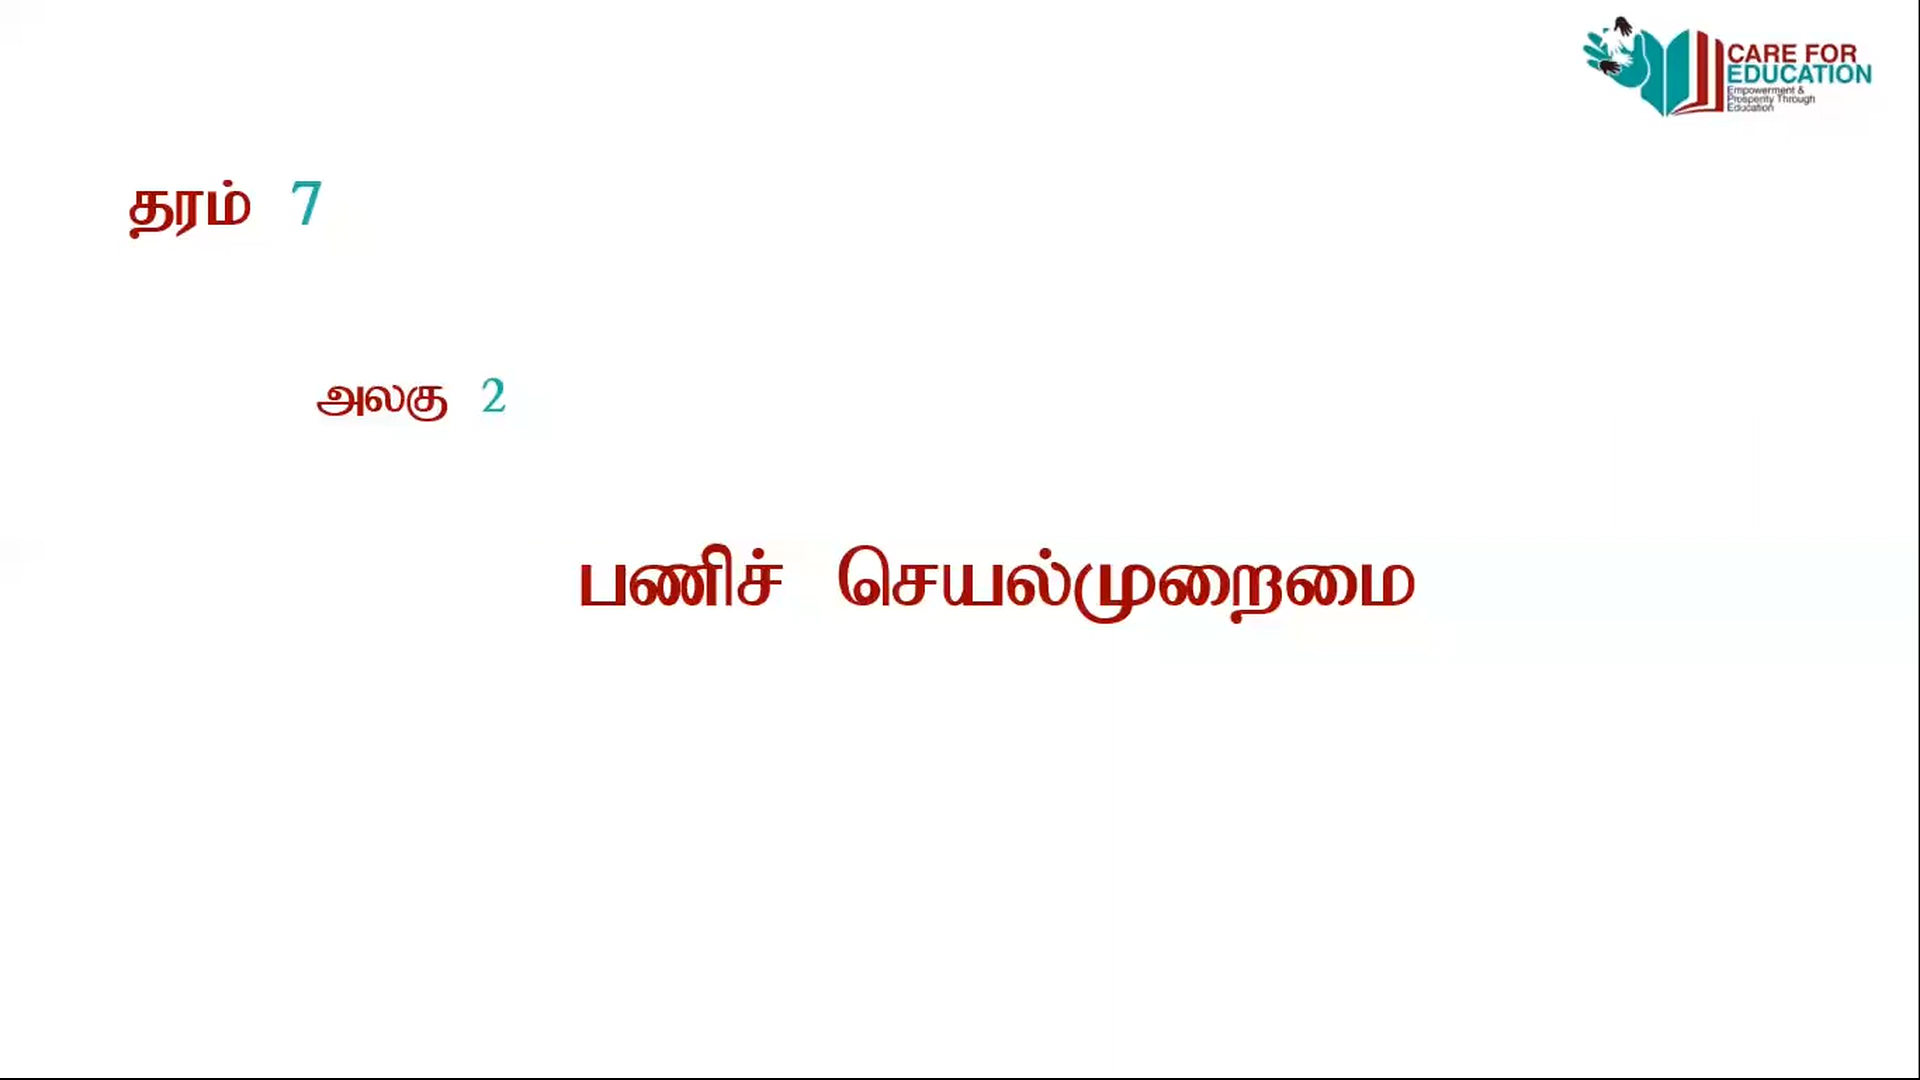 CARE FOR
EDUCATION
Empowerment &
Prosperity Through
Education
தரம் 7
அலகு 2
பணிச் செயல்முறைமை